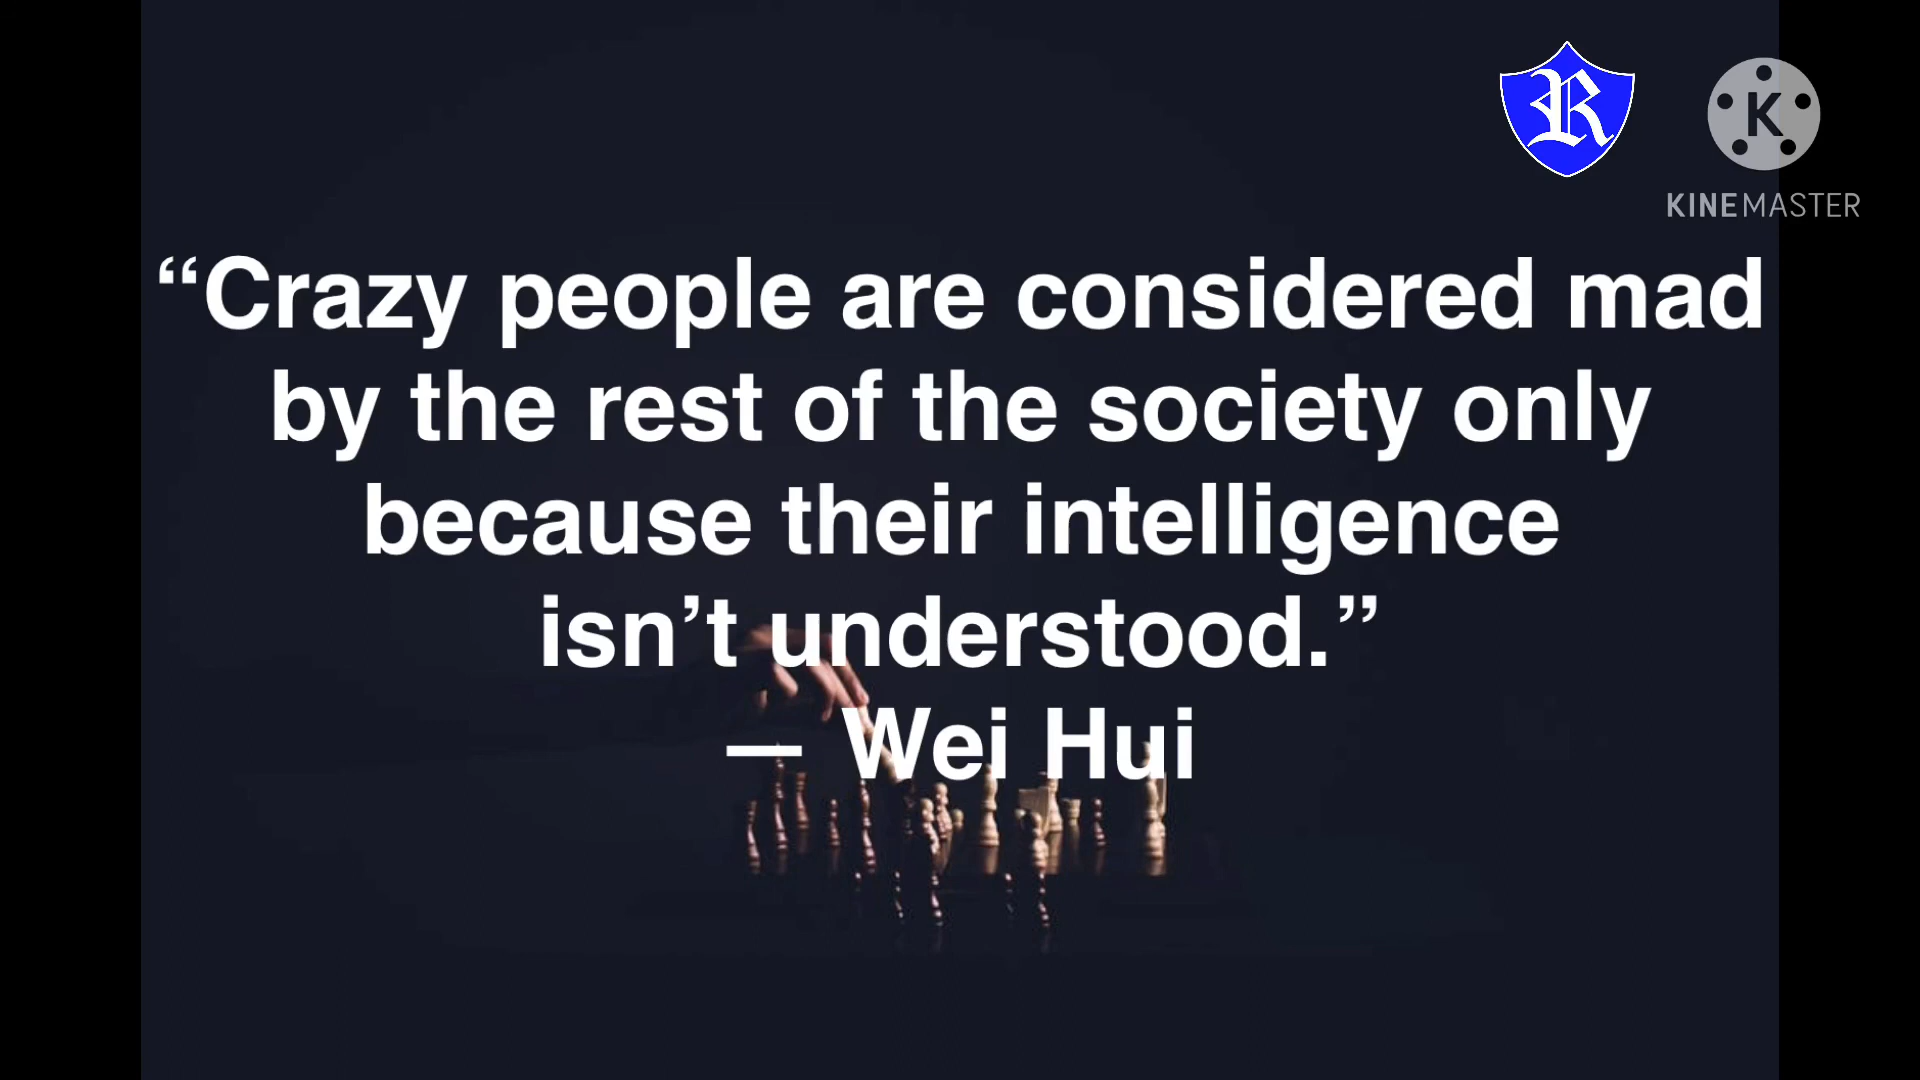 R
K
KINEMASTER
“Crazy people are considered mad
by the rest of the society only
because their intelligence
isn’t understood.”
— Wei Hui